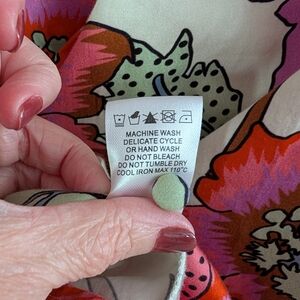 MACHINE WASH
DELICATE CYCLE
OR HAND WASH
DO NOT BLEACH
DO NOT TUMBLE DRY
COOL IRON MAX 110°C